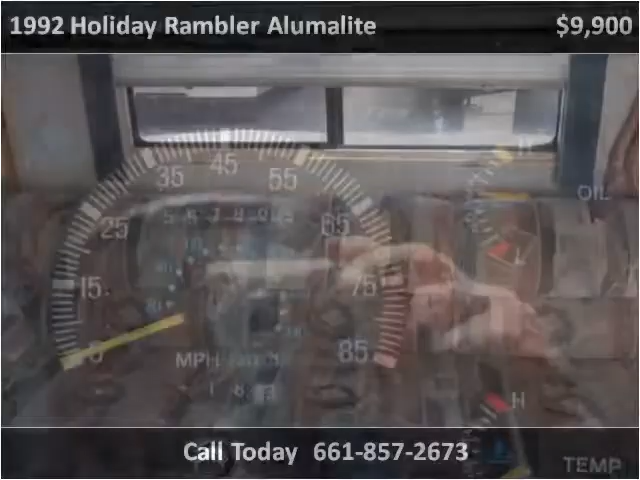 1992 Holiday Rambler Alumalite $9,900
45
35 55
25 65
OIL
15 75
5 85
MPH
H
Call Today 661-857-2673
TEMP